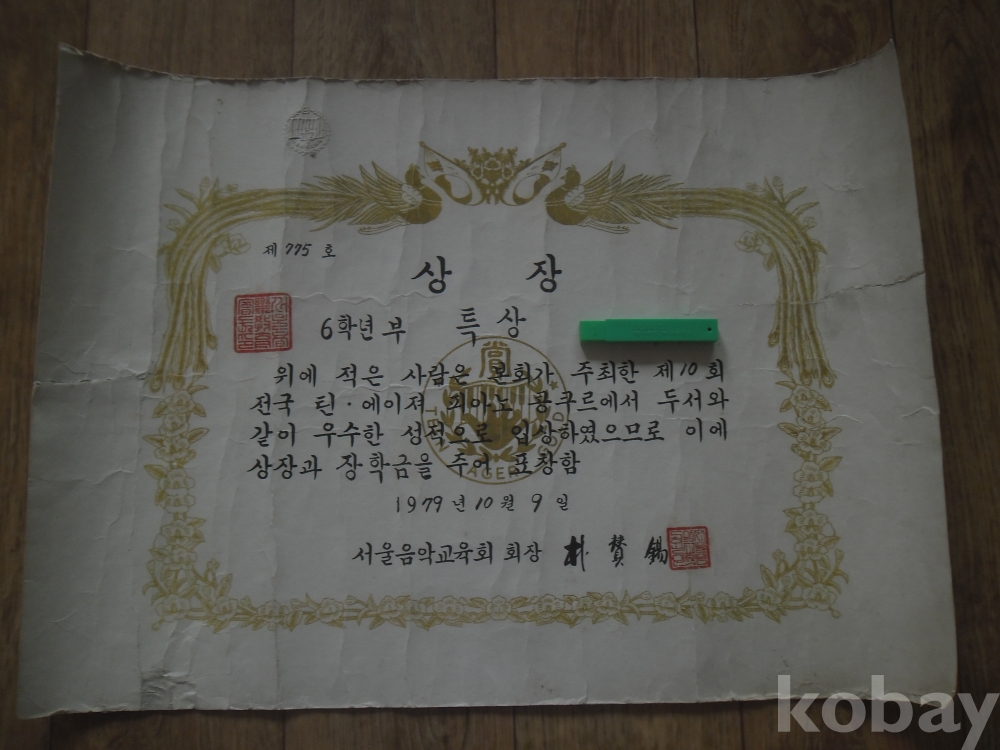 제 775 호
상 장
6학년 부 특상
위에 적은 사람은 본회가 주최한 제10회
전국 틴·에이져 피아노 콩쿠르에서 두서와
같이 우수한 성적으로 입상하였으므로 이에
상장과 장학금을 주어 표창함
1979년 10월 9일
서울음악교육회 회장 朴贊錫
賞
kobay